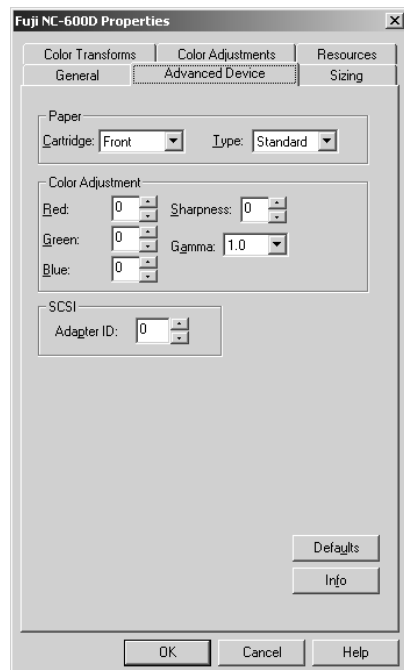 Fuji NC-600D Properties
Color Transforms Color Adjustments Resources
General Advanced Device Sizing
Paper
Cartridge: Front Type: Standard
Color Adjustment
Red: 0 Sharpness: 0
Green: 0 Gamma: 1.0
Blue: 0
SCSI
Adapter ID: 0
Defaults
Info
OK Cancel Help